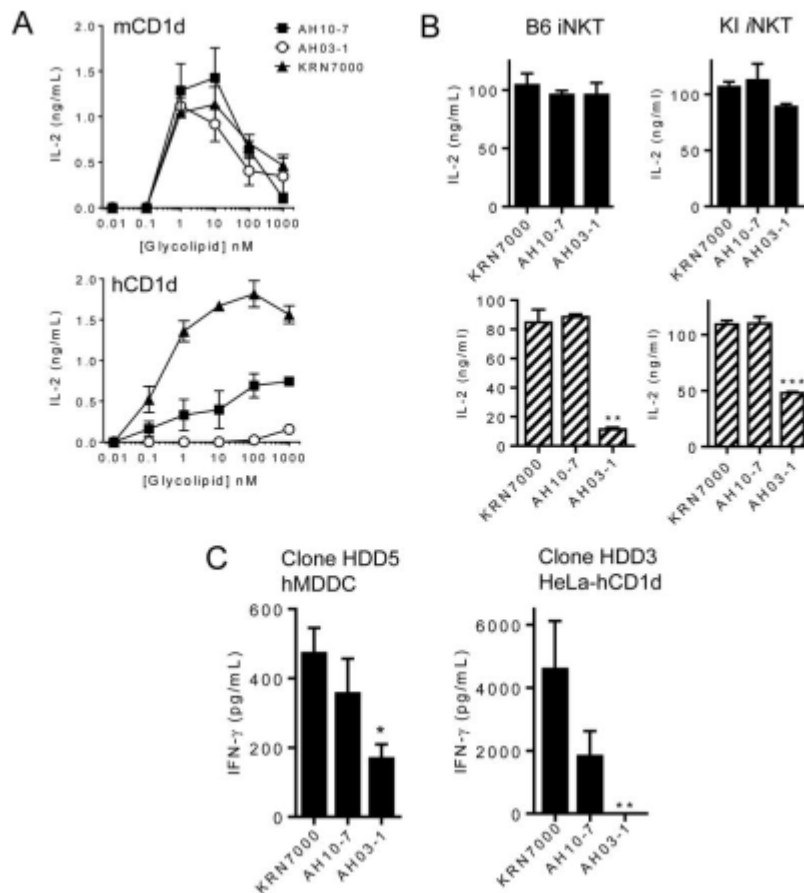 A
mCD1d
AH10-7
AH03-1
KRN7000
IL-2 (ng/mL)
2.0
1.5
1.0
0.5
0.0
0.01 0.1 1 10 100 1000
[Glycolipid] nM
hCD1d
IL-2 (ng/mL)
2.0
1.5
1.0
0.5
0.0
0.01 0.1 1 10 100 1000
[Glycolipid] nM
B
B6 iNKT
IL-2 (ng/mL)
150
100
50
0
KRN7000
AH10-7
AH03-1
KI iNKT
IL-2 (ng/mL)
150
100
50
0
KRN7000
AH10-7
AH03-1
IL-2 (ng/ml)
100
80
60
40
20
0
**
KRN7000
AH10-7
AH03-1
IL-2 (ng/ml)
150
100
50
0
***
KRN7000
AH10-7
AH03-1
C
Clone HDD5
hMDDC
IFN-γ (pg/mL)
600
400
200
0
*
KRN7000
AH10-7
AH03-1
Clone HDD3
HeLa-hCD1d
IFN-γ (pg/mL)
6000
4000
2000
0
**
KRN7000
AH10-7
AH03-1